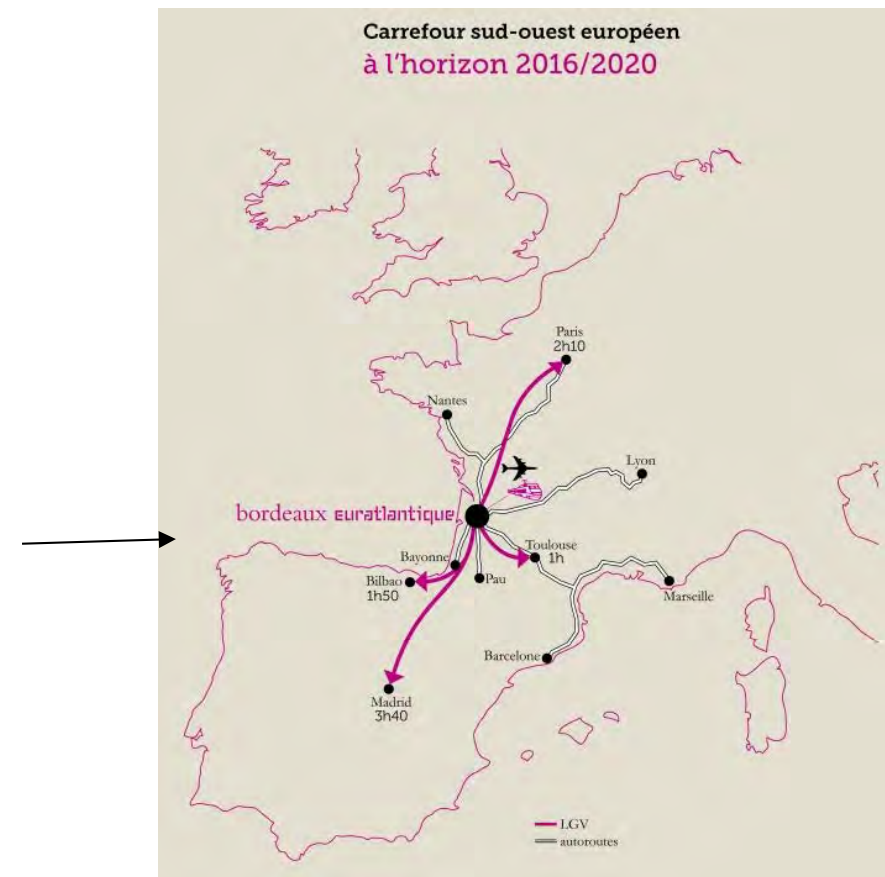 Carrefour sud-ouest européen
à l'horizon 2016/2020
Paris
2h10
Nantes
Lyon
bordeaux euratlantique
Toulouse
1h
Bayonne
Bilbao
1h50
Pau
Marseille
Barcelone
Madrid
3h40
LGV
autoroutes